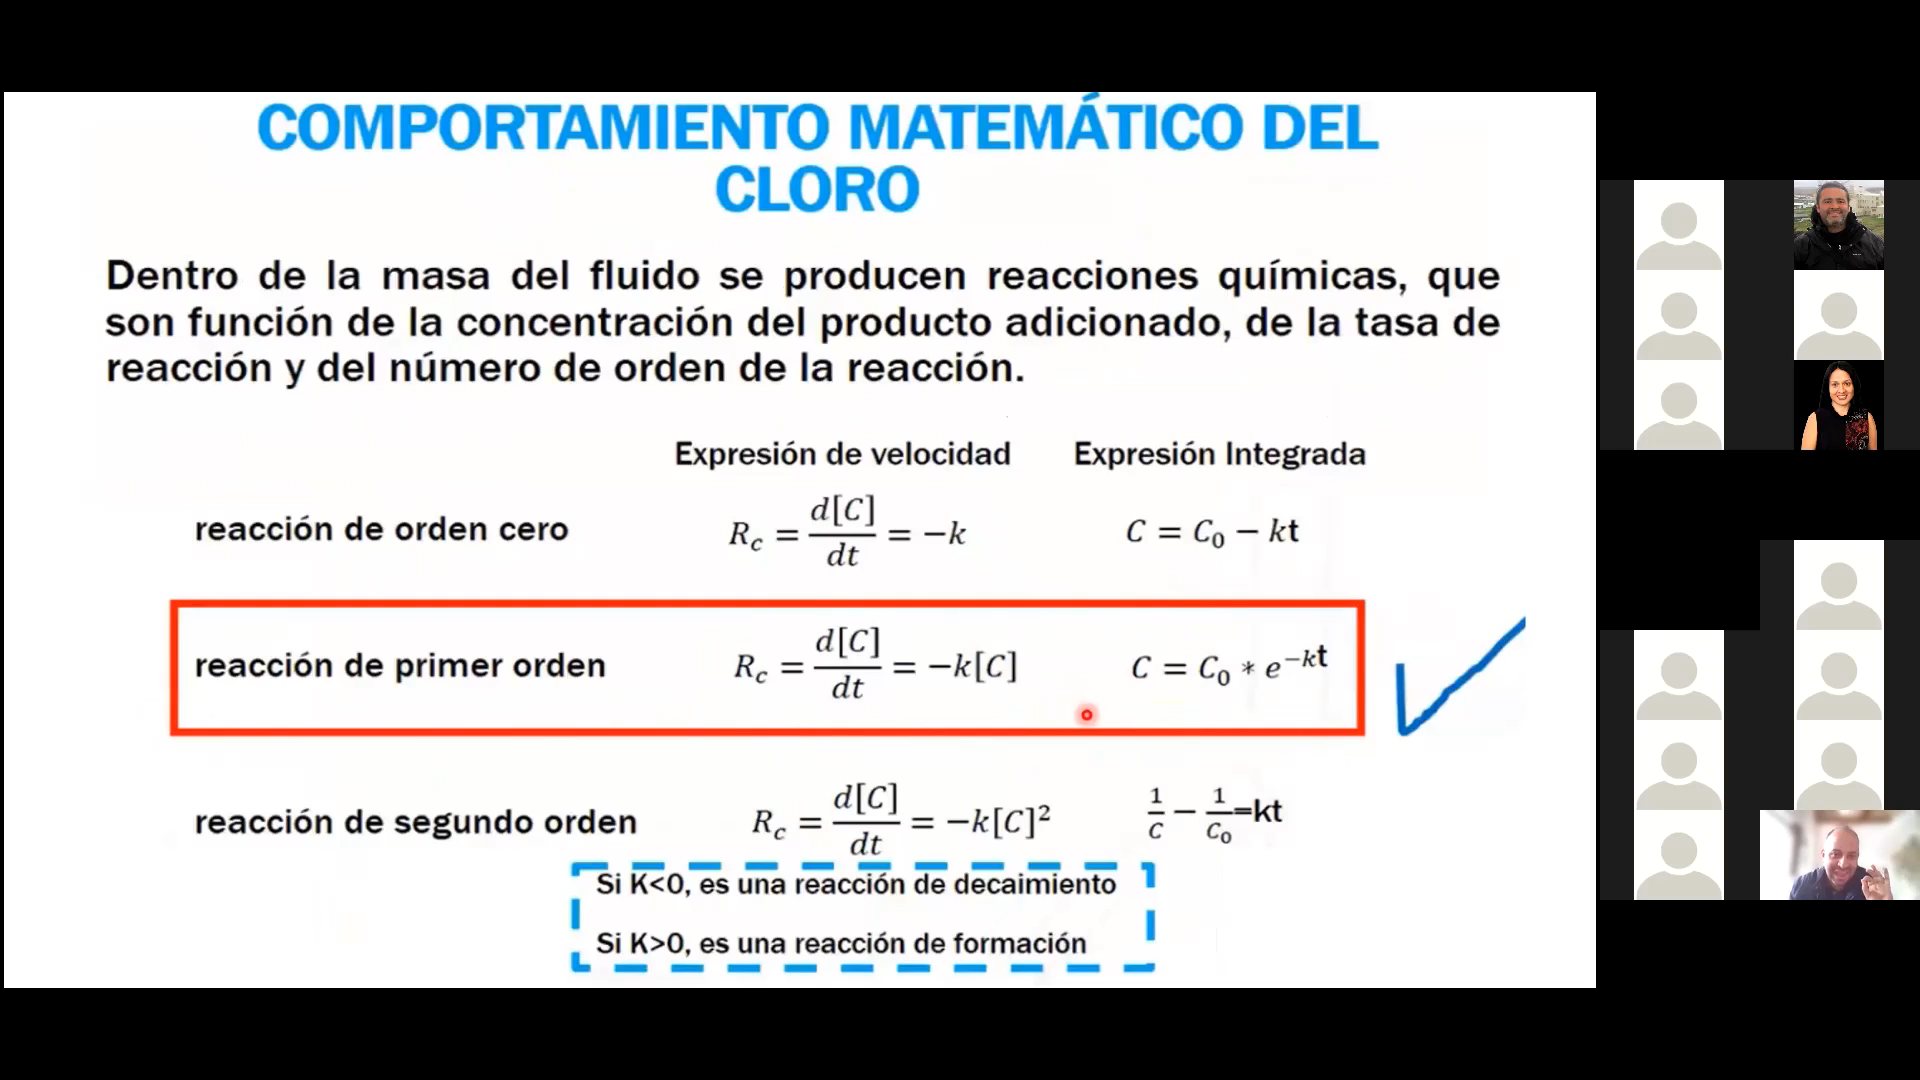 COMPORTAMIENTO MATEMÁTICO DEL
CLORO
Dentro de la masa del fluido se producen reacciones químicas, que
son función de la concentración del producto adicionado, de la tasa de
reacción y del número de orden de la reacción.
Expresión de velocidad Expresión Integrada
reacción de orden cero R_c = d[C]/dt = −k C = C₀ − kt
reacción de primer orden R_c = d[C]/dt = −k[C] C = C₀ * e^{−kt}
reacción de segundo orden R_c = d[C]/dt = −k[C]² 1/C − 1/C₀=kt
Si K<0, es una reacción de decaimiento
Si K>0, es una reacción de formación